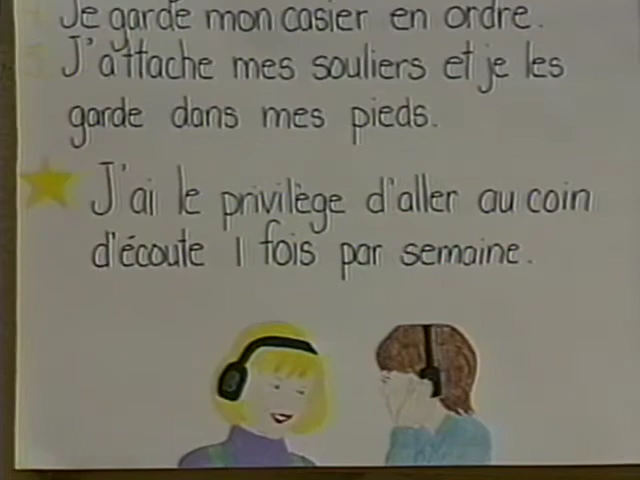 Je garde mon casier en ordre.
J'attache mes souliers et je les
garde dans mes pieds.
J'ai le privilège d'aller au coin
d'écoute 1 fois par semaine.